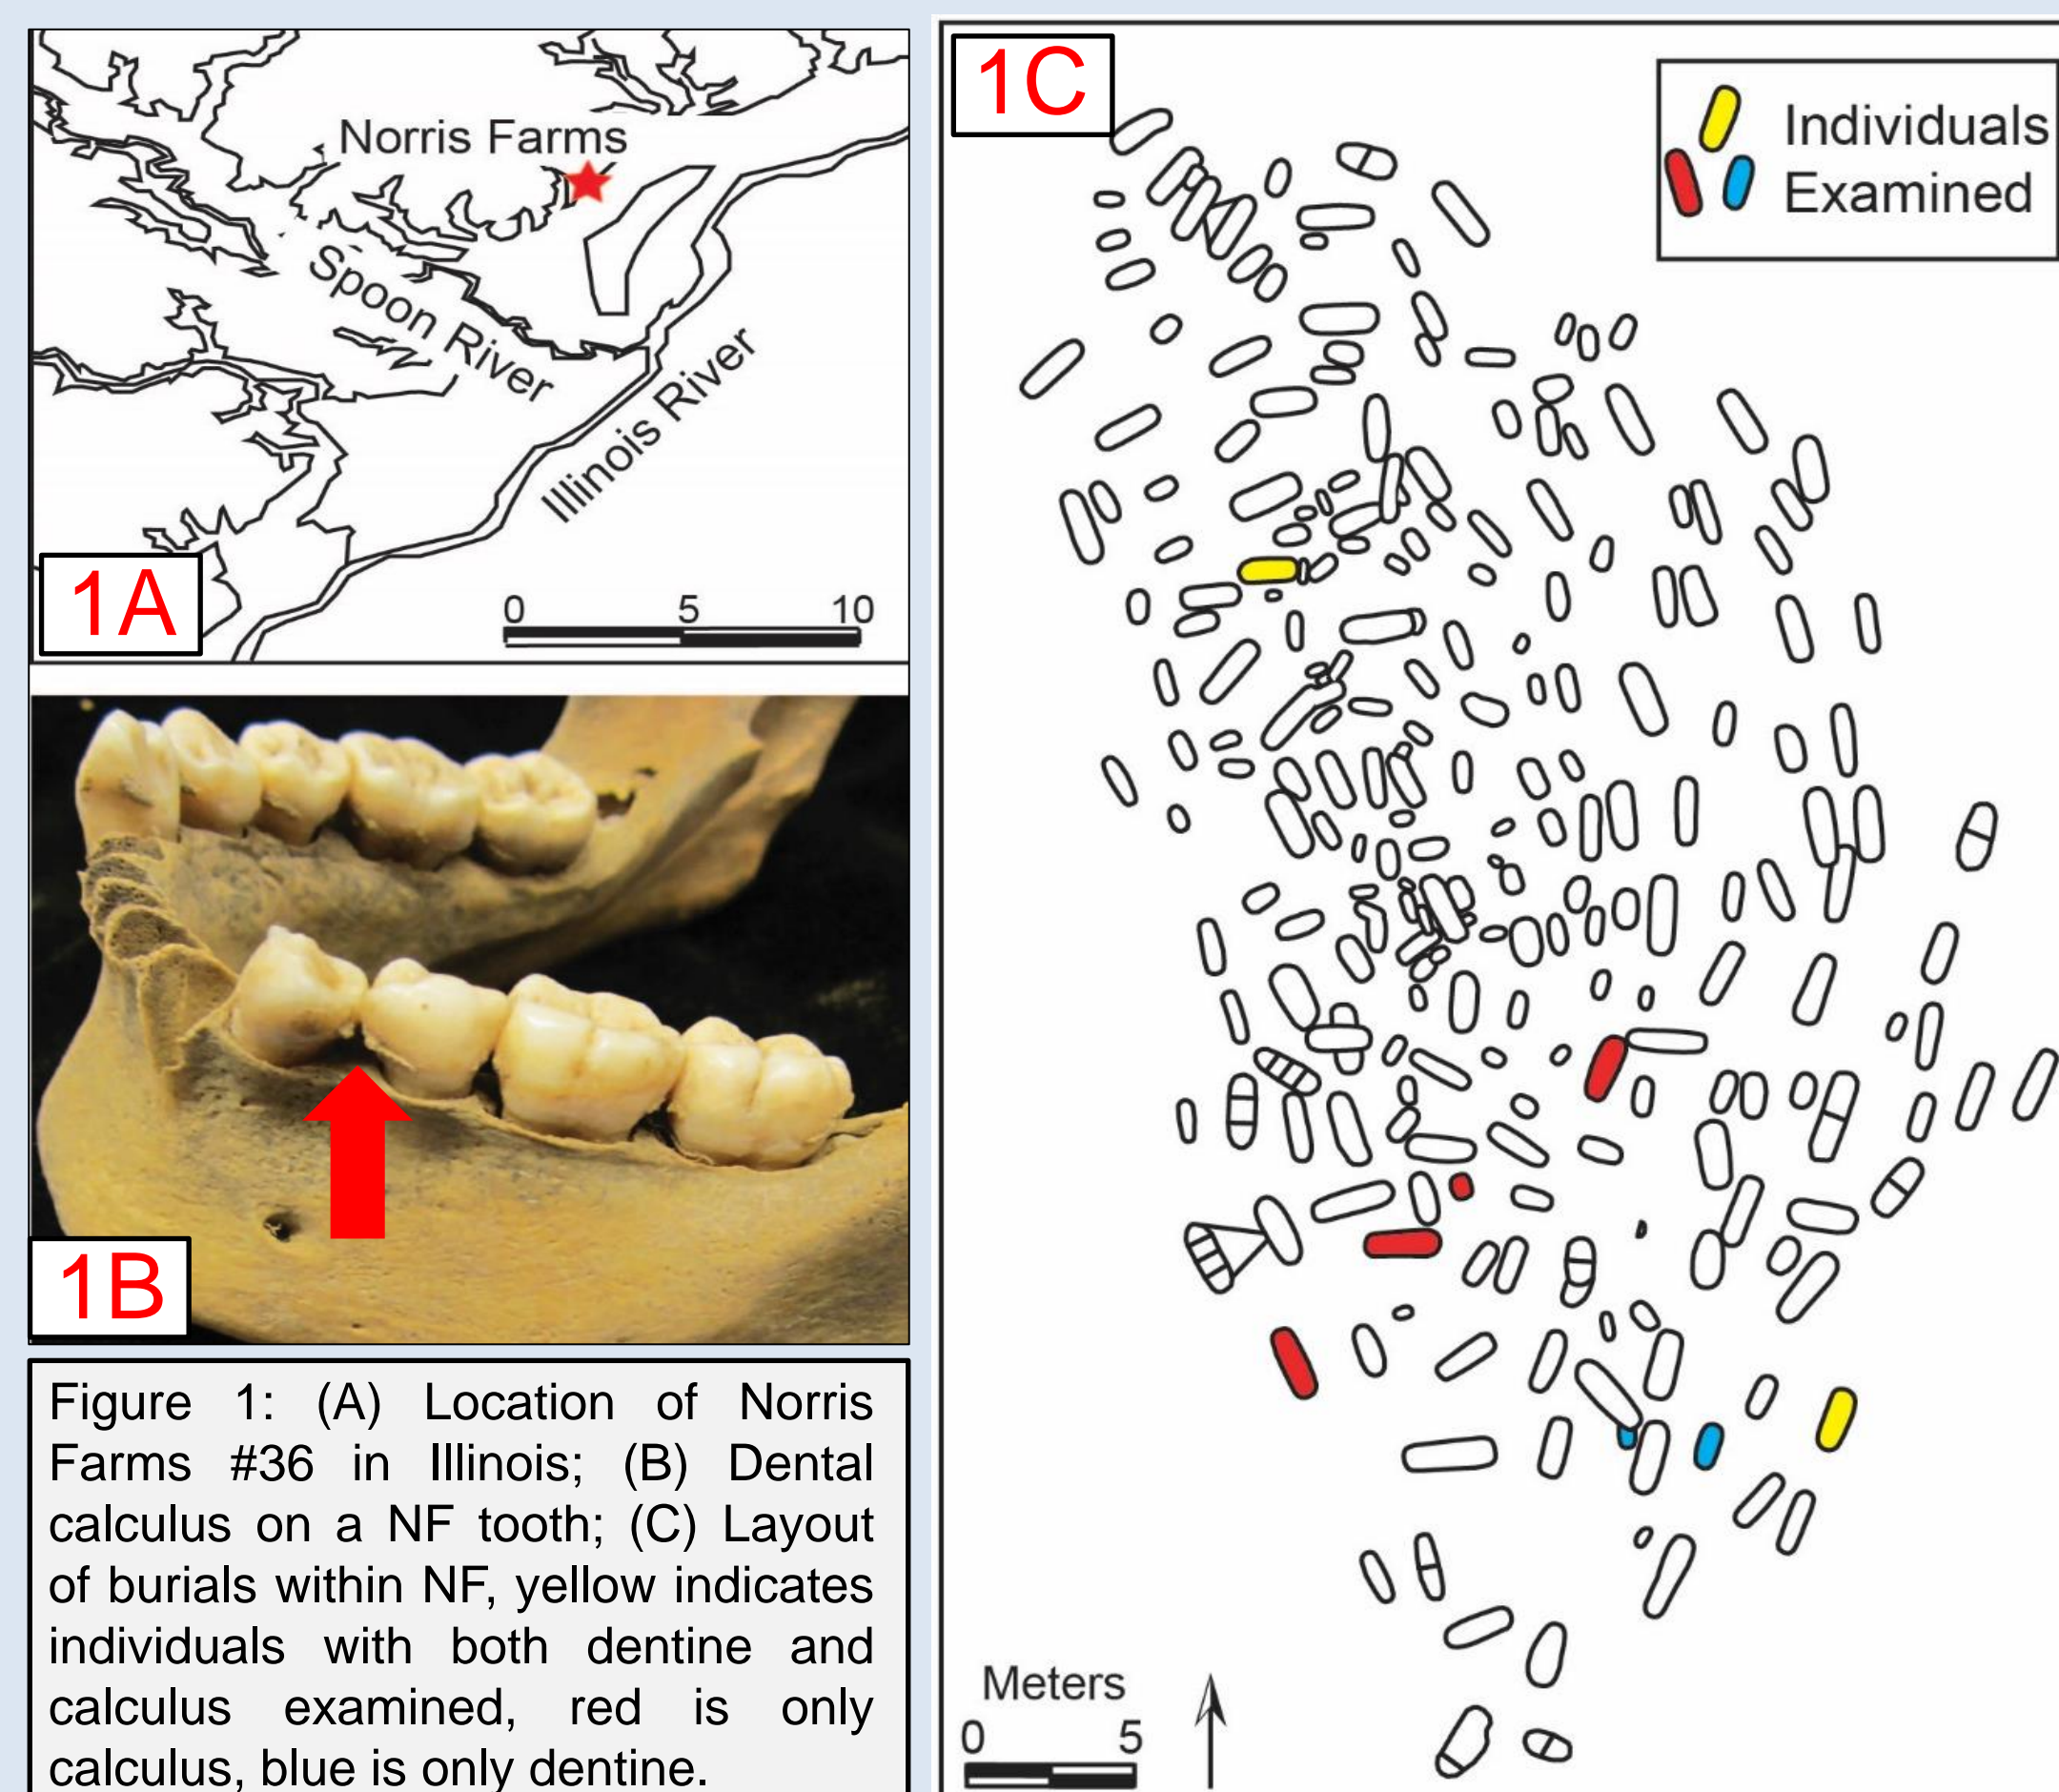 Norris Farms
Spoon River
Illinois River
0 5 10
1A
1B
Figure 1: (A) Location of Norris
Farms #36 in Illinois; (B) Dental
calculus on a NF tooth; (C) Layout
of burials within NF, yellow indicates
individuals with both dentine and
calculus examined, red is only
calculus, blue is only dentine.
1C
Individuals
Examined
Meters
0 5